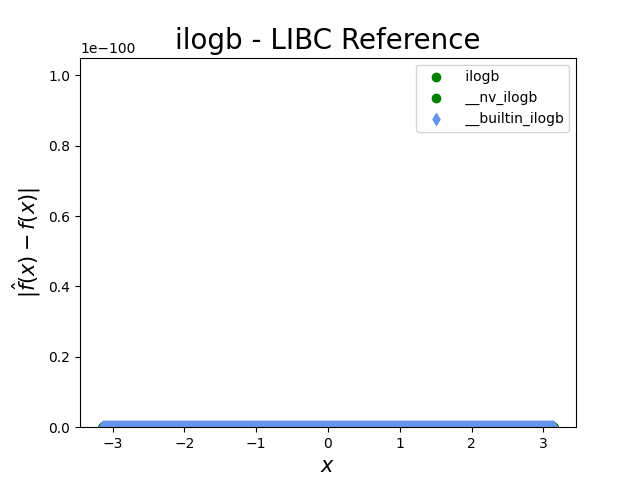 ilogb - LIBC Reference
1e−100
1.0
0.8
0.6
0.4
0.2
0.0
|f̂(x) − f(x)|
ilogb
__nv_ilogb
__builtin_ilogb
−3 −2 −1 0 1 2 3
x